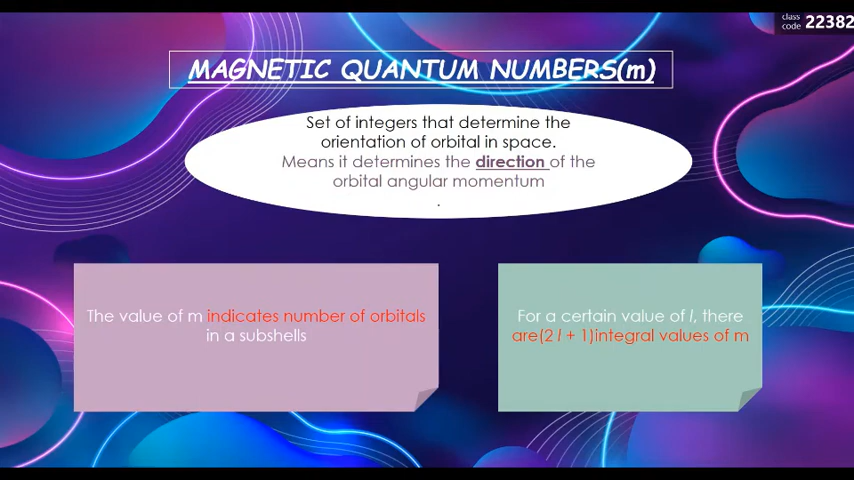 class
code 22382
MAGNETIC QUANTUM NUMBERS(m)
Set of integers that determine the
orientation of orbital in space.
Means it determines the direction of the
orbital angular momentum
.
The value of m indicates number of orbitals
in a subshells
For a certain value of l, there
are(2 l + 1)integral values of m